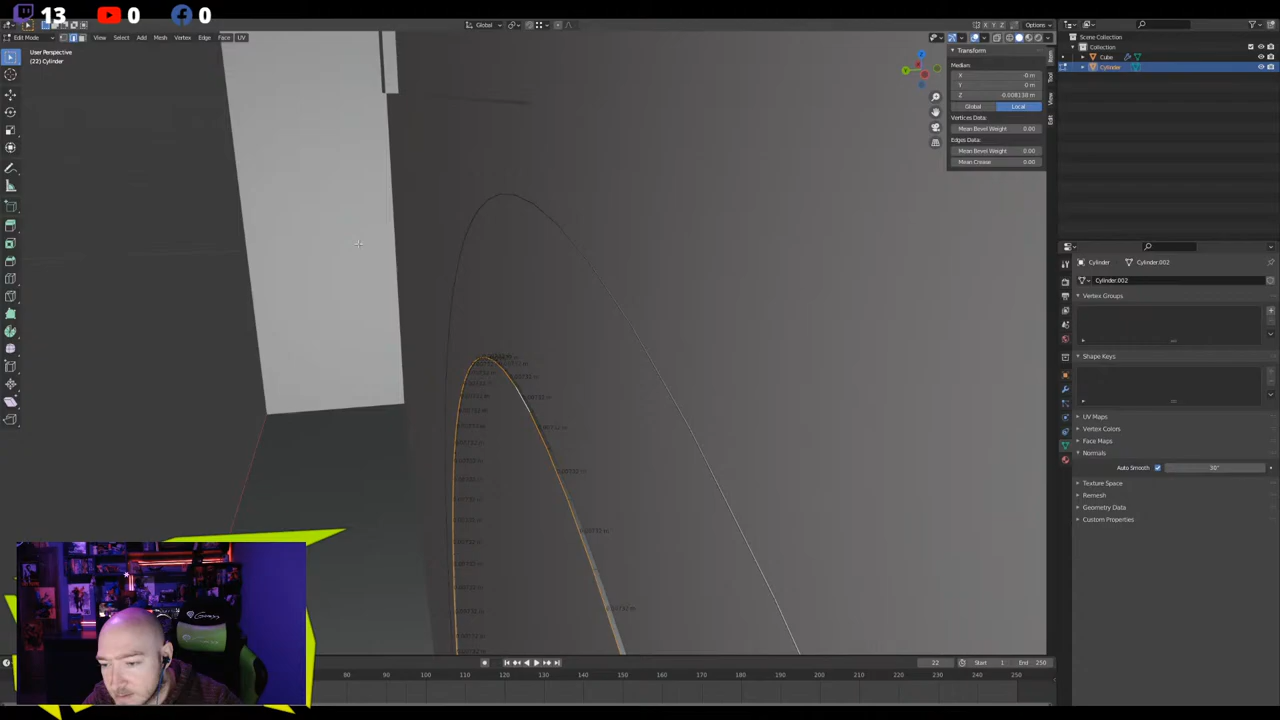 13 0 0
Global Options
Edit Mode View Select Add Mesh Vertex Edge Face UV
User Perspective
(22) Cylinder
Transform
Median:
X -0 m
Y 0 m
Z -0.008138 m
Global Local
Vertices Data:
Mean Bevel Weight 0.00
Edges Data:
Mean Bevel Weight 0.00
Mean Crease 0.00
Item
Tool
View
Edit
Scene Collection
Collection
Cube
Cylinder
Cylinder Cylinder.002
Cylinder.002
Vertex Groups
Shape Keys
UV Maps
Vertex Colors
Face Maps
Normals
Auto Smooth 30°
Texture Space
Remesh
Geometry Data
Custom Properties
22 Start 1 End 250
80 90 100 110 120 130 140 150 160 170 180 190 200 210 220 230 240 250